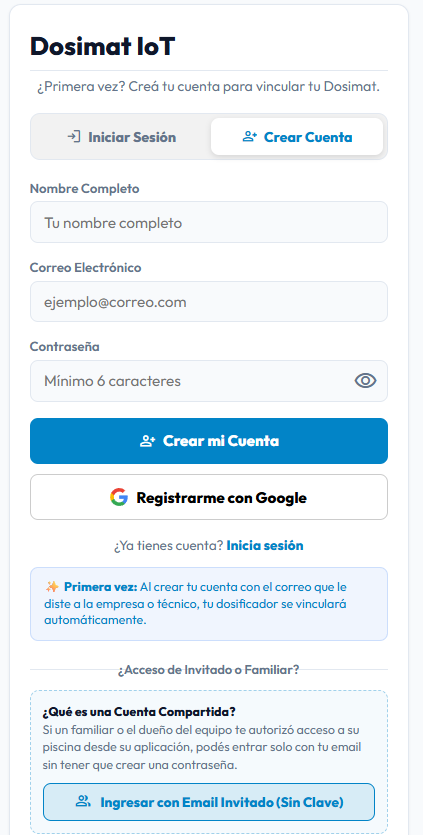 Dosimat IoT
¿Primera vez? Creá tu cuenta para vincular tu Dosimat.
Iniciar Sesión
Crear Cuenta
Nombre Completo
Tu nombre completo
Correo Electrónico
ejemplo@correo.com
Contraseña
Mínimo 6 caracteres
Crear mi Cuenta
Registrarme con Google
¿Ya tienes cuenta? Inicia sesión
✨ Primera vez: Al crear tu cuenta con el correo que le
diste a la empresa o técnico, tu dosificador se vinculará
automáticamente.
¿Acceso de Invitado o Familiar?
¿Qué es una Cuenta Compartida?
Si un familiar o el dueño del equipo te autorizó acceso a su
piscina desde su aplicación, podés entrar solo con tu email
sin tener que crear una contraseña.
Ingresar con Email Invitado (Sin Clave)